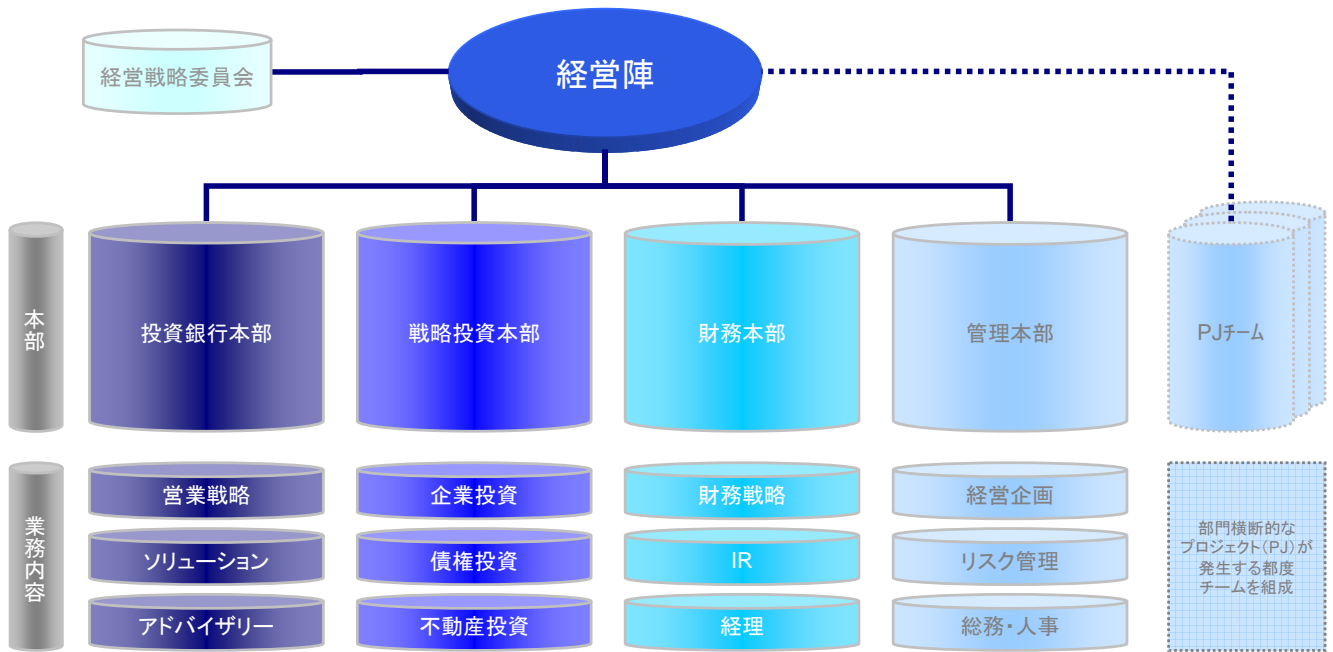 経営戦略委員会
経営陣
本部
投資銀行本部
戦略投資本部
財務本部
管理本部
PJチーム
業務内容
営業戦略
企業投資
財務戦略
経営企画
ソリューション
債権投資
IR
リスク管理
アドバイザリー
不動産投資
経理
総務・人事
部門横断的な
プロジェクト(PJ)が
発生する都度
チームを組成